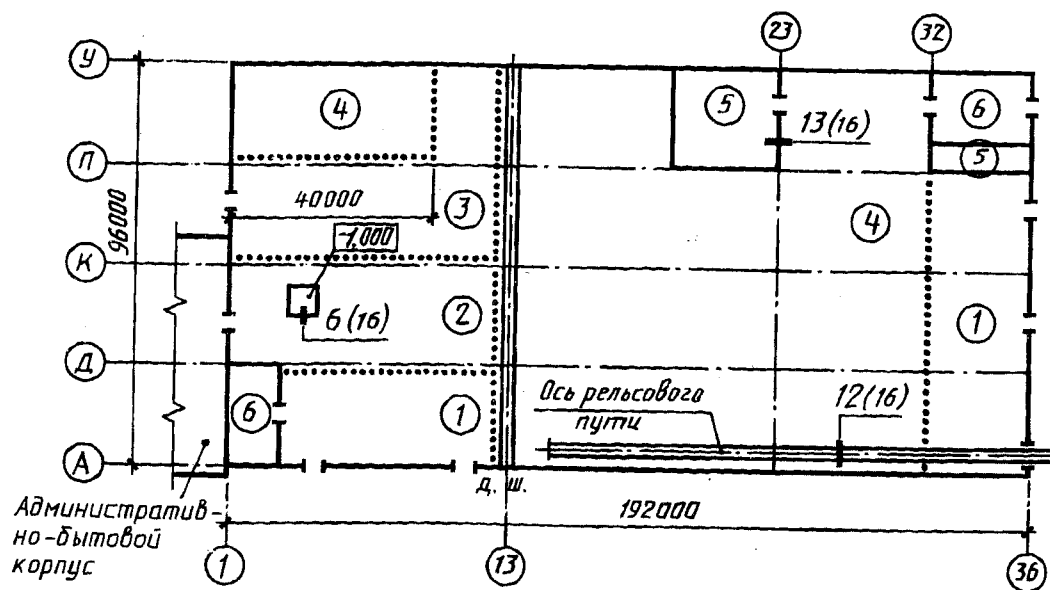 23
32
У
4
5
6
13(16)
П
5
40000
3
4
-1,000
96000
К
2
1
6(16)
Д
Ось рельсового
пути
12(16)
6
1
А
д. ш.
192000
Административ-
но-бытовой
корпус
1
13
36